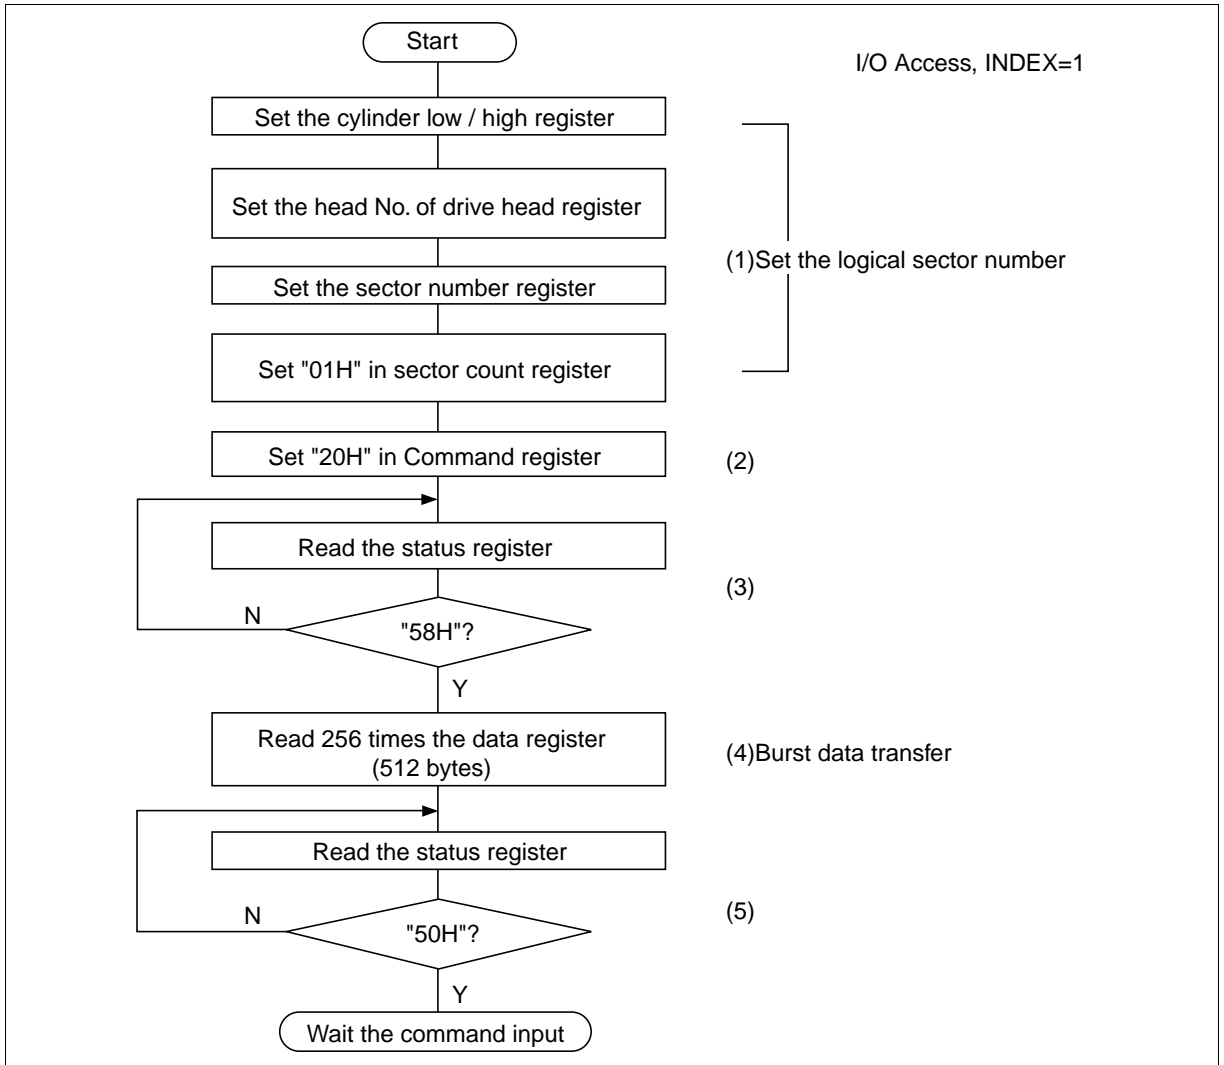 Start
I/O Access, INDEX=1
Set the cylinder low / high register
Set the head No. of drive head register
(1)Set the logical sector number
Set the sector number register
Set "01H" in sector count register
Set "20H" in Command register
(2)
Read the status register
(3)
N
"58H"?
Y
Read 256 times the data register
(512 bytes)
(4)Burst data transfer
Read the status register
N
"50H"?
(5)
Y
Wait the command input